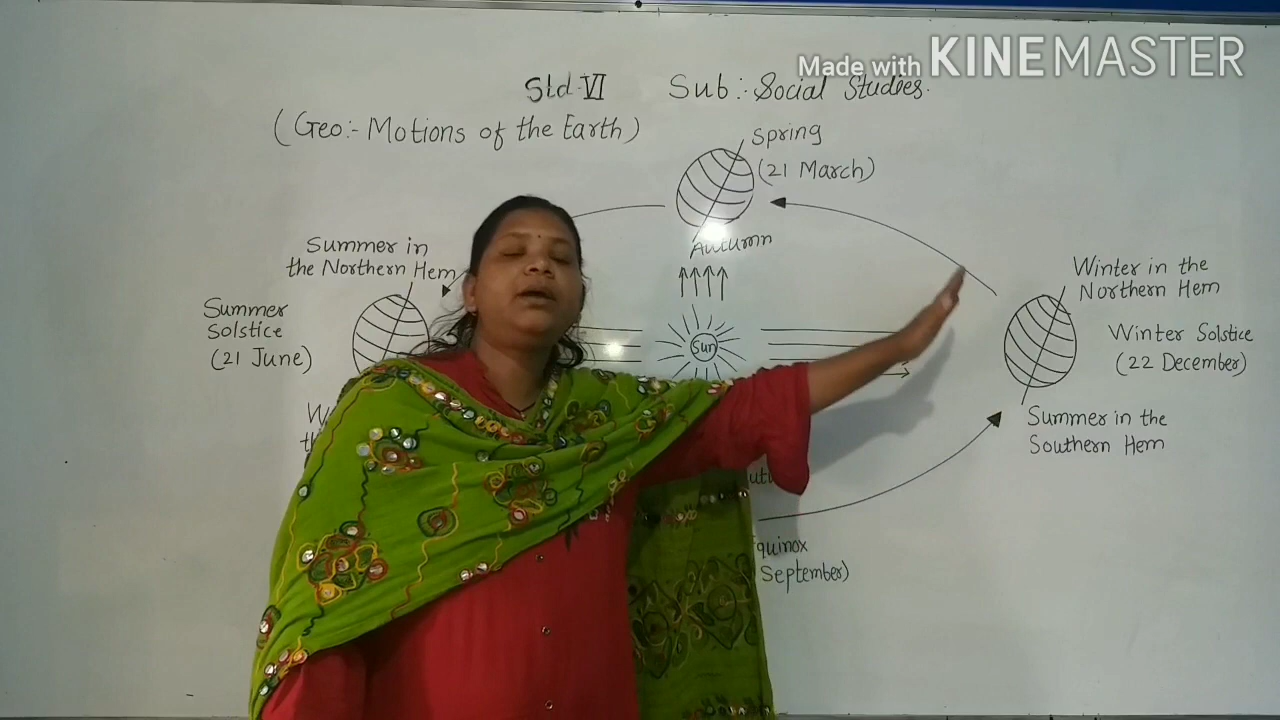 Made with KINEMASTER
Std. VI Sub:- Social Studies.
(Geo:- Motions of the Earth)
Spring
(21 March)
Autumn
Summer in
the Northern Hem
Summer
Solstice
(21 June)
Sun
Winter in the
Northern Hem
Winter Solstice
(22 December)
Summer in the
Southern Hem
Equinox
September)